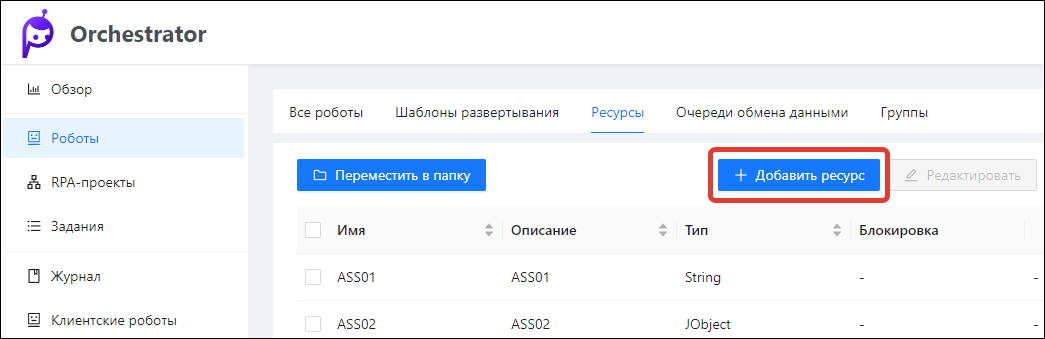 Orchestrator
Обзор
Роботы
RPA-проекты
Задания
Журнал
Клиентские роботы
Все роботы Шаблоны развертывания Ресурсы Очереди обмена данными Группы
Переместить в папку + Добавить ресурс Редактировать
Имя Описание Тип Блокировка
ASS01 ASS01 String - -
ASS02 ASS02 JObject - -